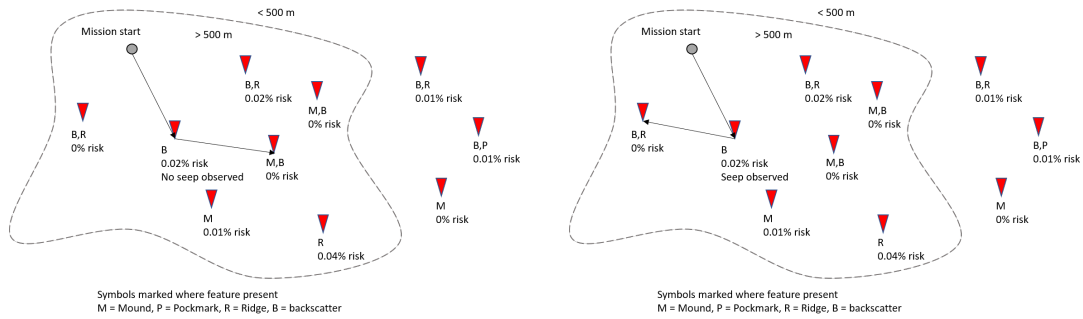 < 500 m
Mission start
> 500 m
B,R
0.02% risk
M,B
0% risk
B,R
0.01% risk
B,R
0% risk
B
0.02% risk
No seep observed
M,B
0% risk
B,P
0.01% risk
M
0.01% risk
M
0% risk
R
0.04% risk
Symbols marked where feature present
M = Mound, P = Pockmark, R = Ridge, B = backscatter
< 500 m
Mission start
> 500 m
B,R
0.02% risk
M,B
0% risk
B,R
0.01% risk
B,R
0% risk
B
0.02% risk
Seep observed
M,B
0% risk
B,P
0.01% risk
M
0.01% risk
M
0% risk
R
0.04% risk
Symbols marked where feature present
M = Mound, P = Pockmark, R = Ridge, B = backscatter